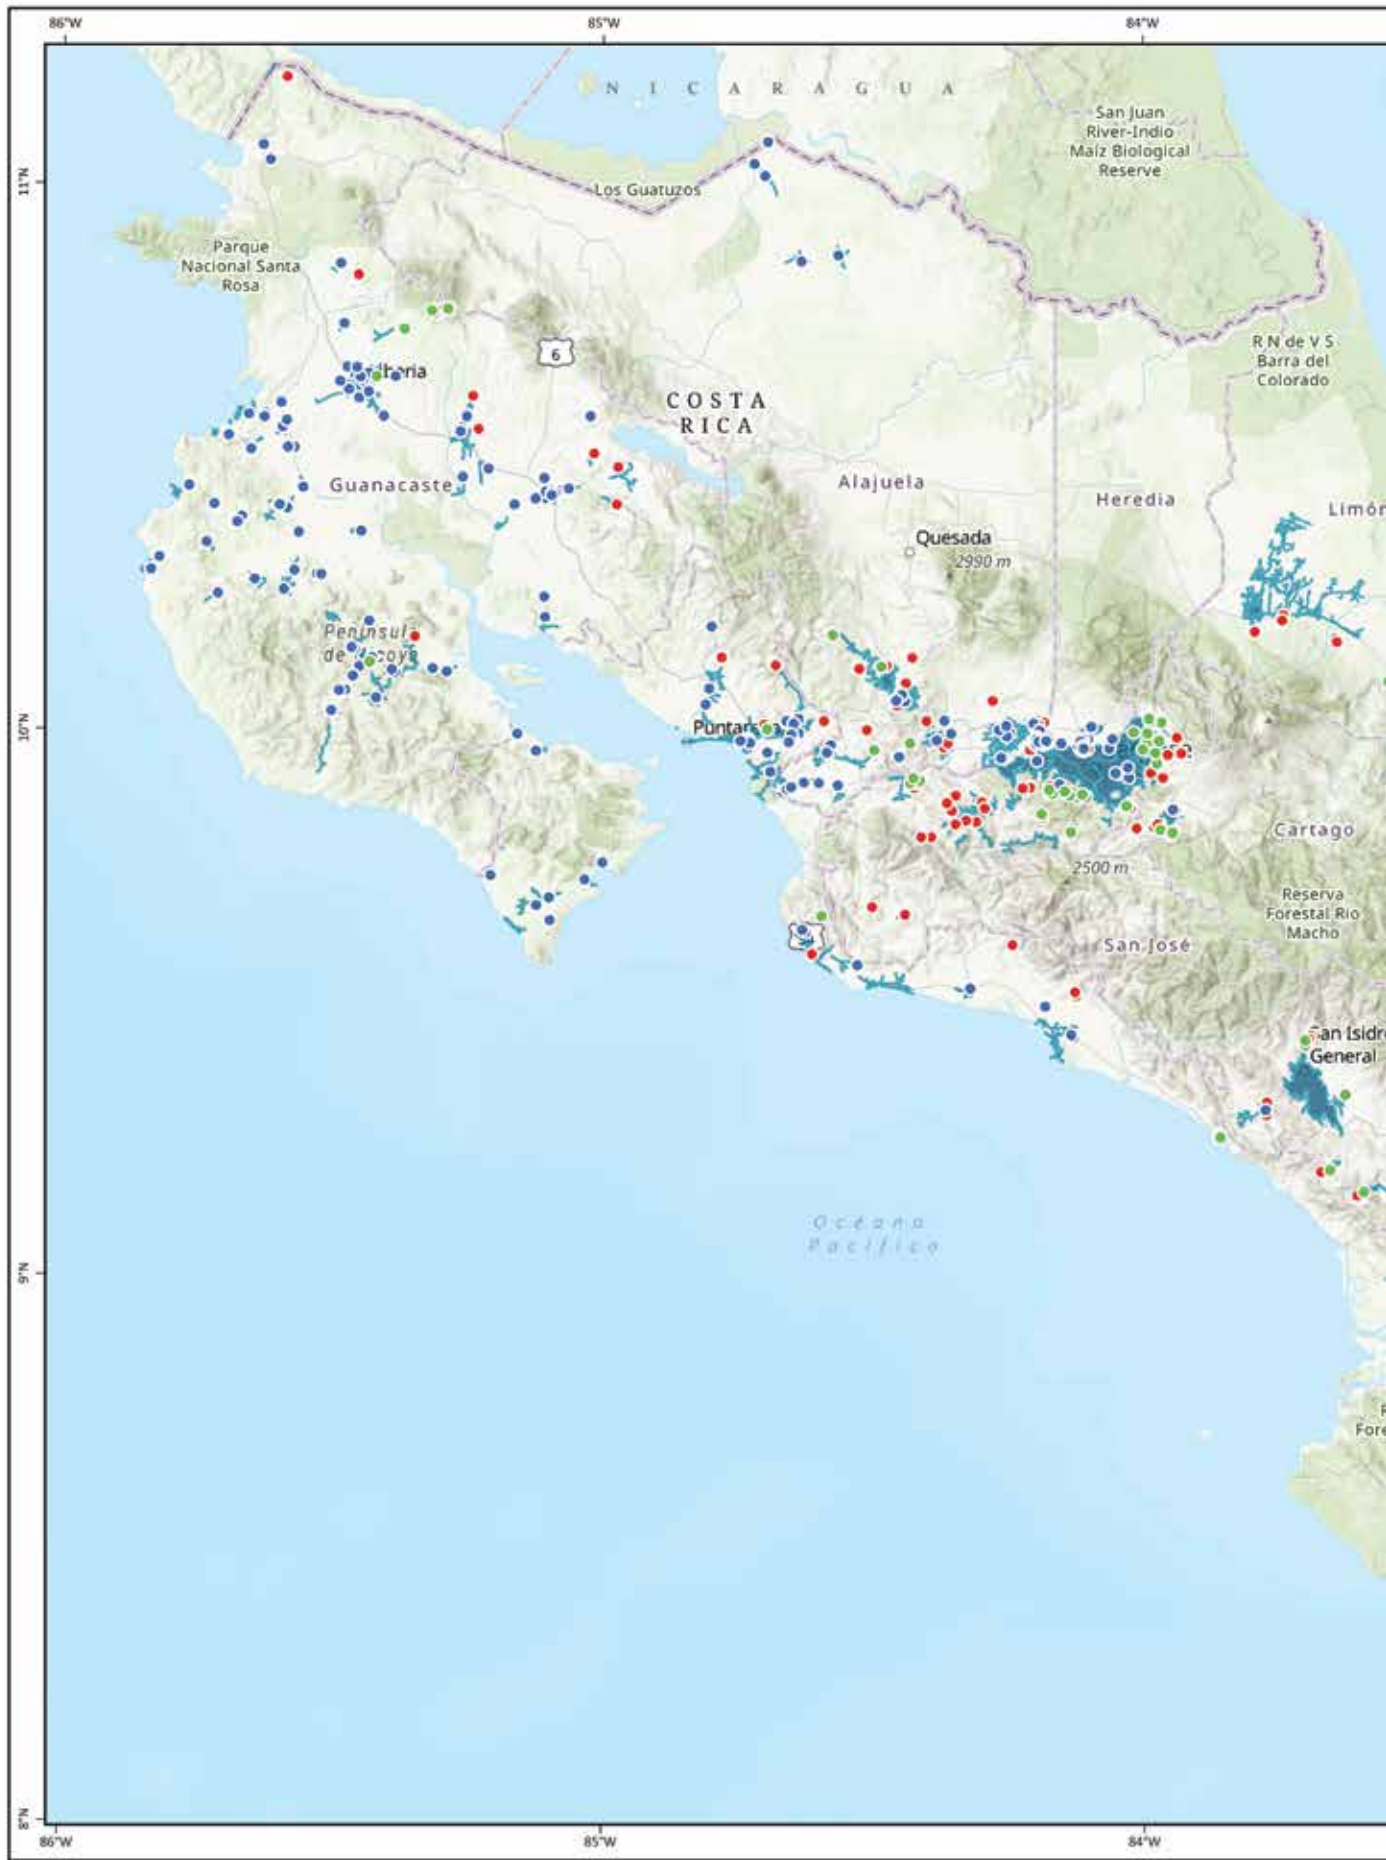 86°W
85°W
84°W
NICARAGUA
San Juan
River-Indio
Maíz Biological
Reserve
11°N
Los Guatuzos
Parque
Nacional Santa
Rosa
R N de V S
Barra del
Colorado
6
COSTA
RICA
Guanacaste
Alajuela
Heredia
Limón
Quesada
2990 m
Península
10°N
Cartago
2500 m
Reserva
Forestal Rio
Macho
San José
General
Océano
Pacífico
9°N
8°N
86°W
85°W
84°W